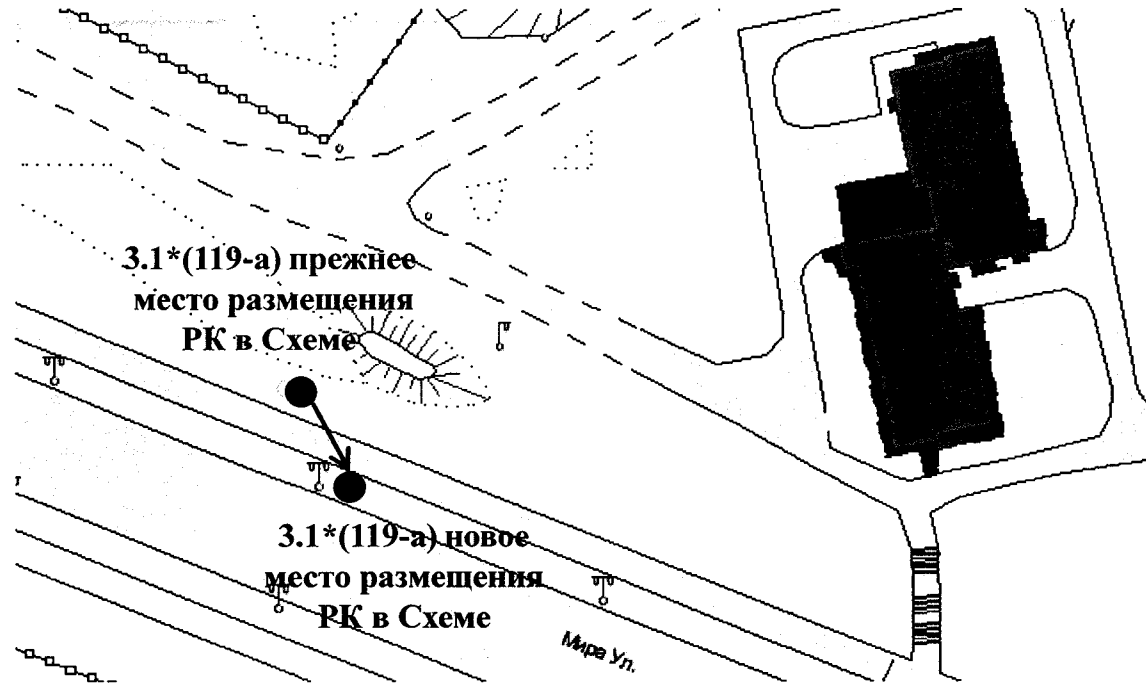 3.1*(119-а) прежнее
место размещения
РК в Схеме
3.1*(119-а) новое
место размещения
РК в Схеме
Мира Ул.